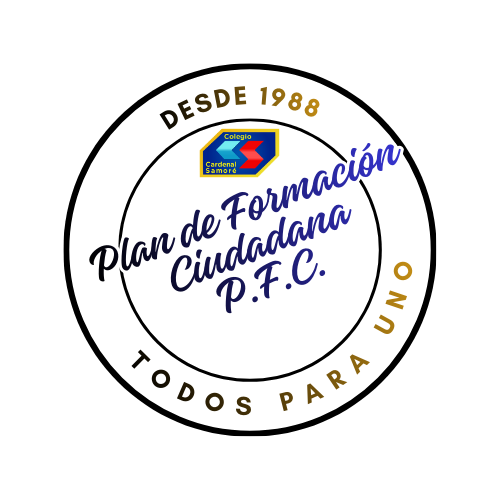 DESDE 1988
Colegio
Cardenal
Samoré
Plan de Formación
Ciudadana
P.F.C.
TODOS PARA UNO